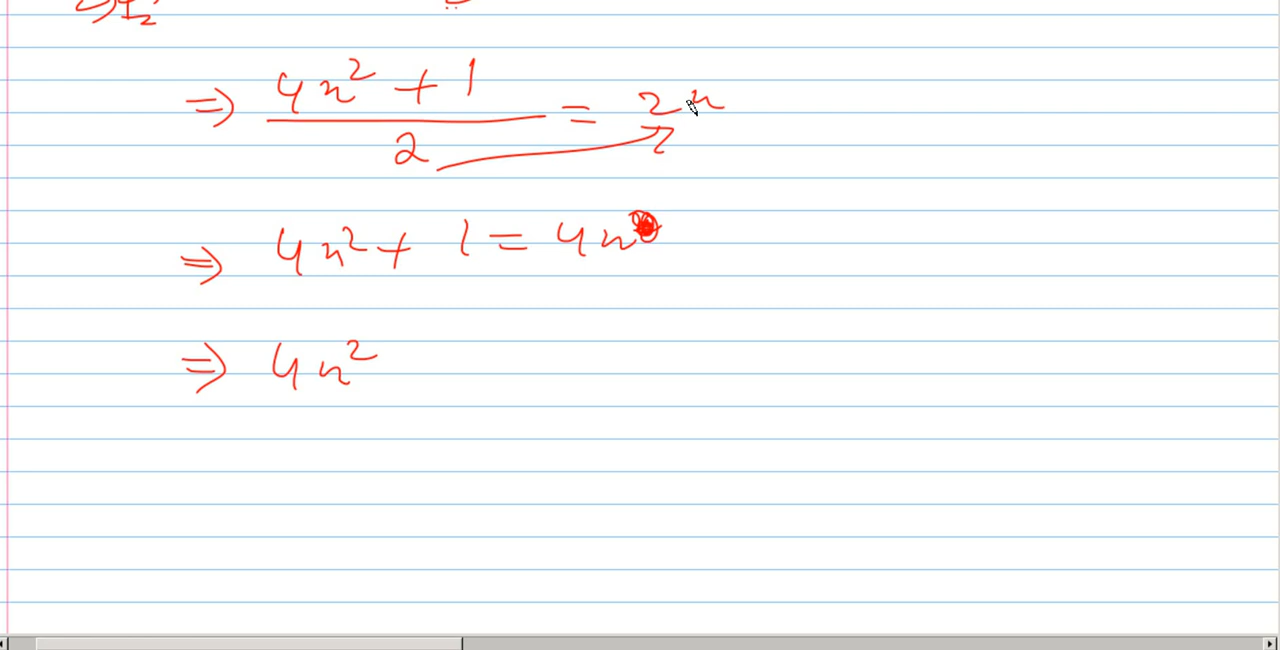 ⇒ 4x² + 1 / 2 = 2x
⇒ 4x² + 1 = 4x
⇒ 4x²